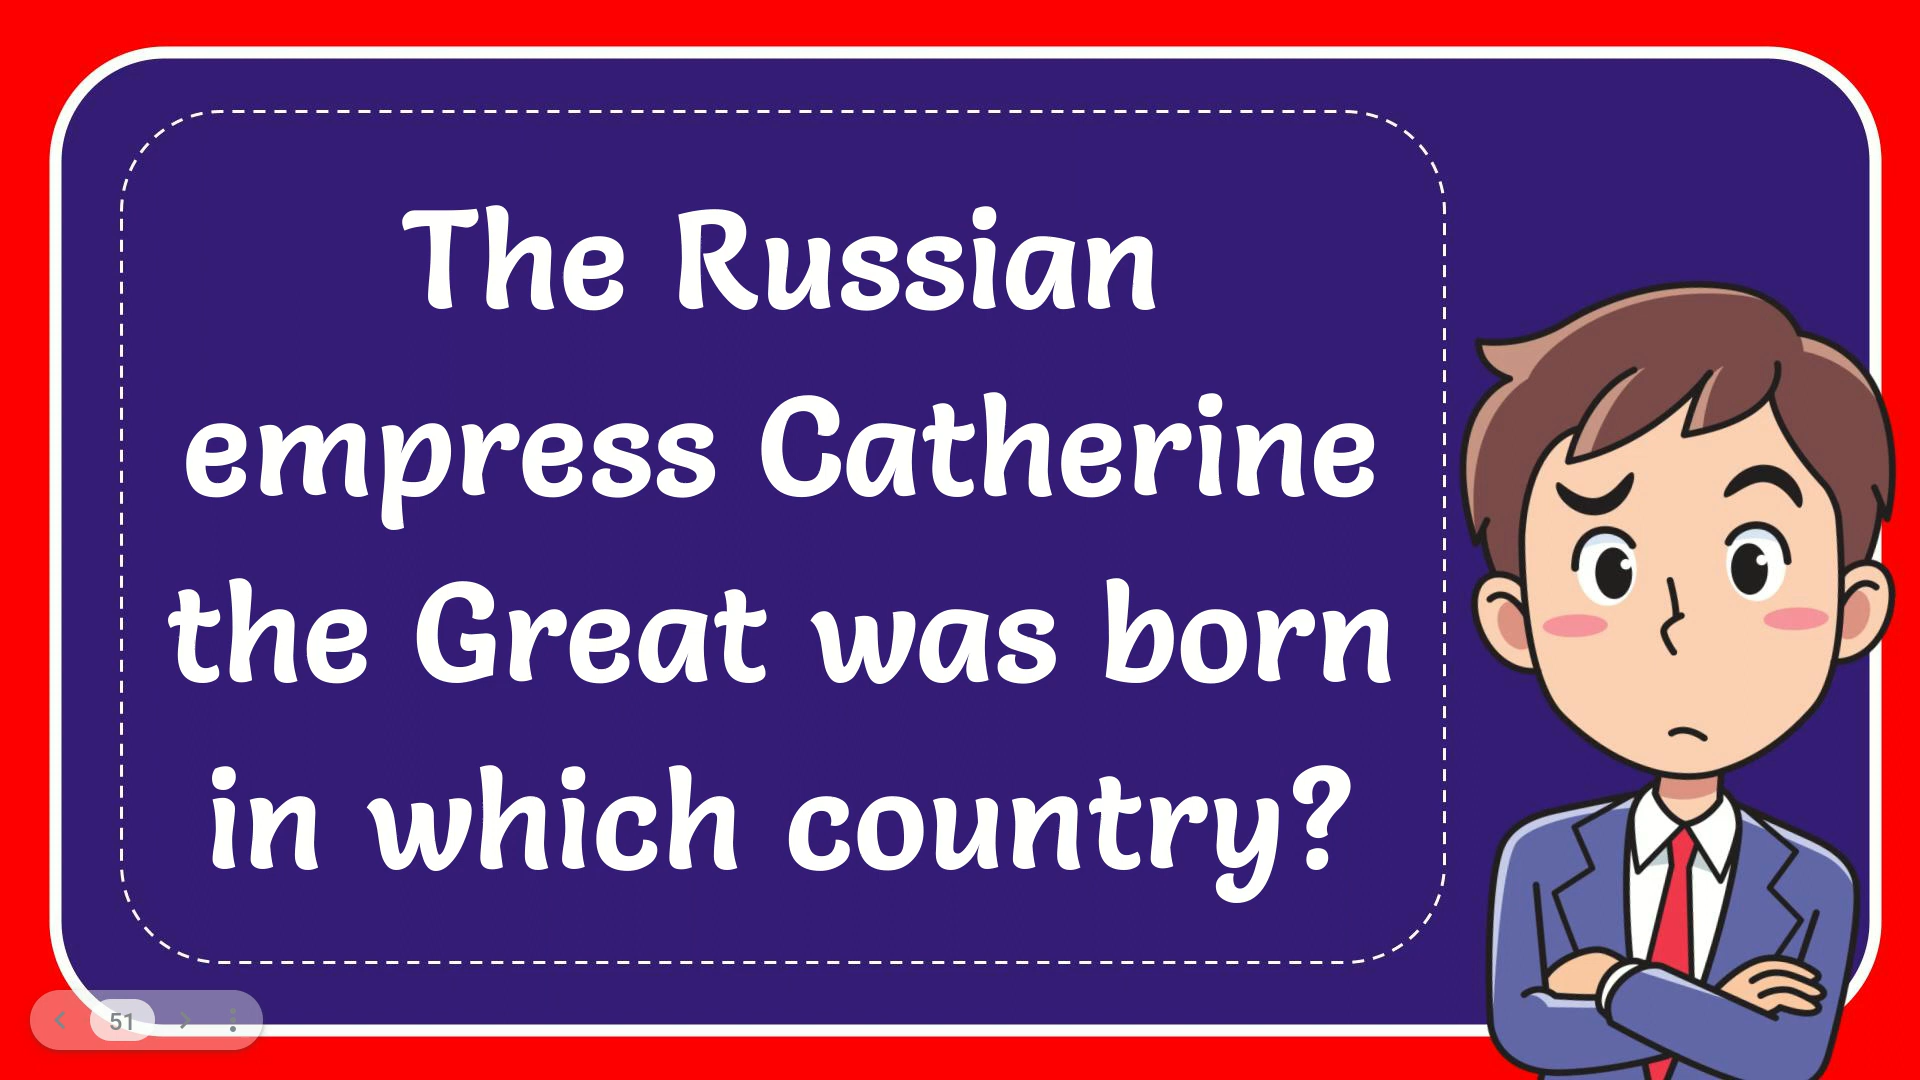 The Russian
empress Catherine
the Great was born
in which country?
51